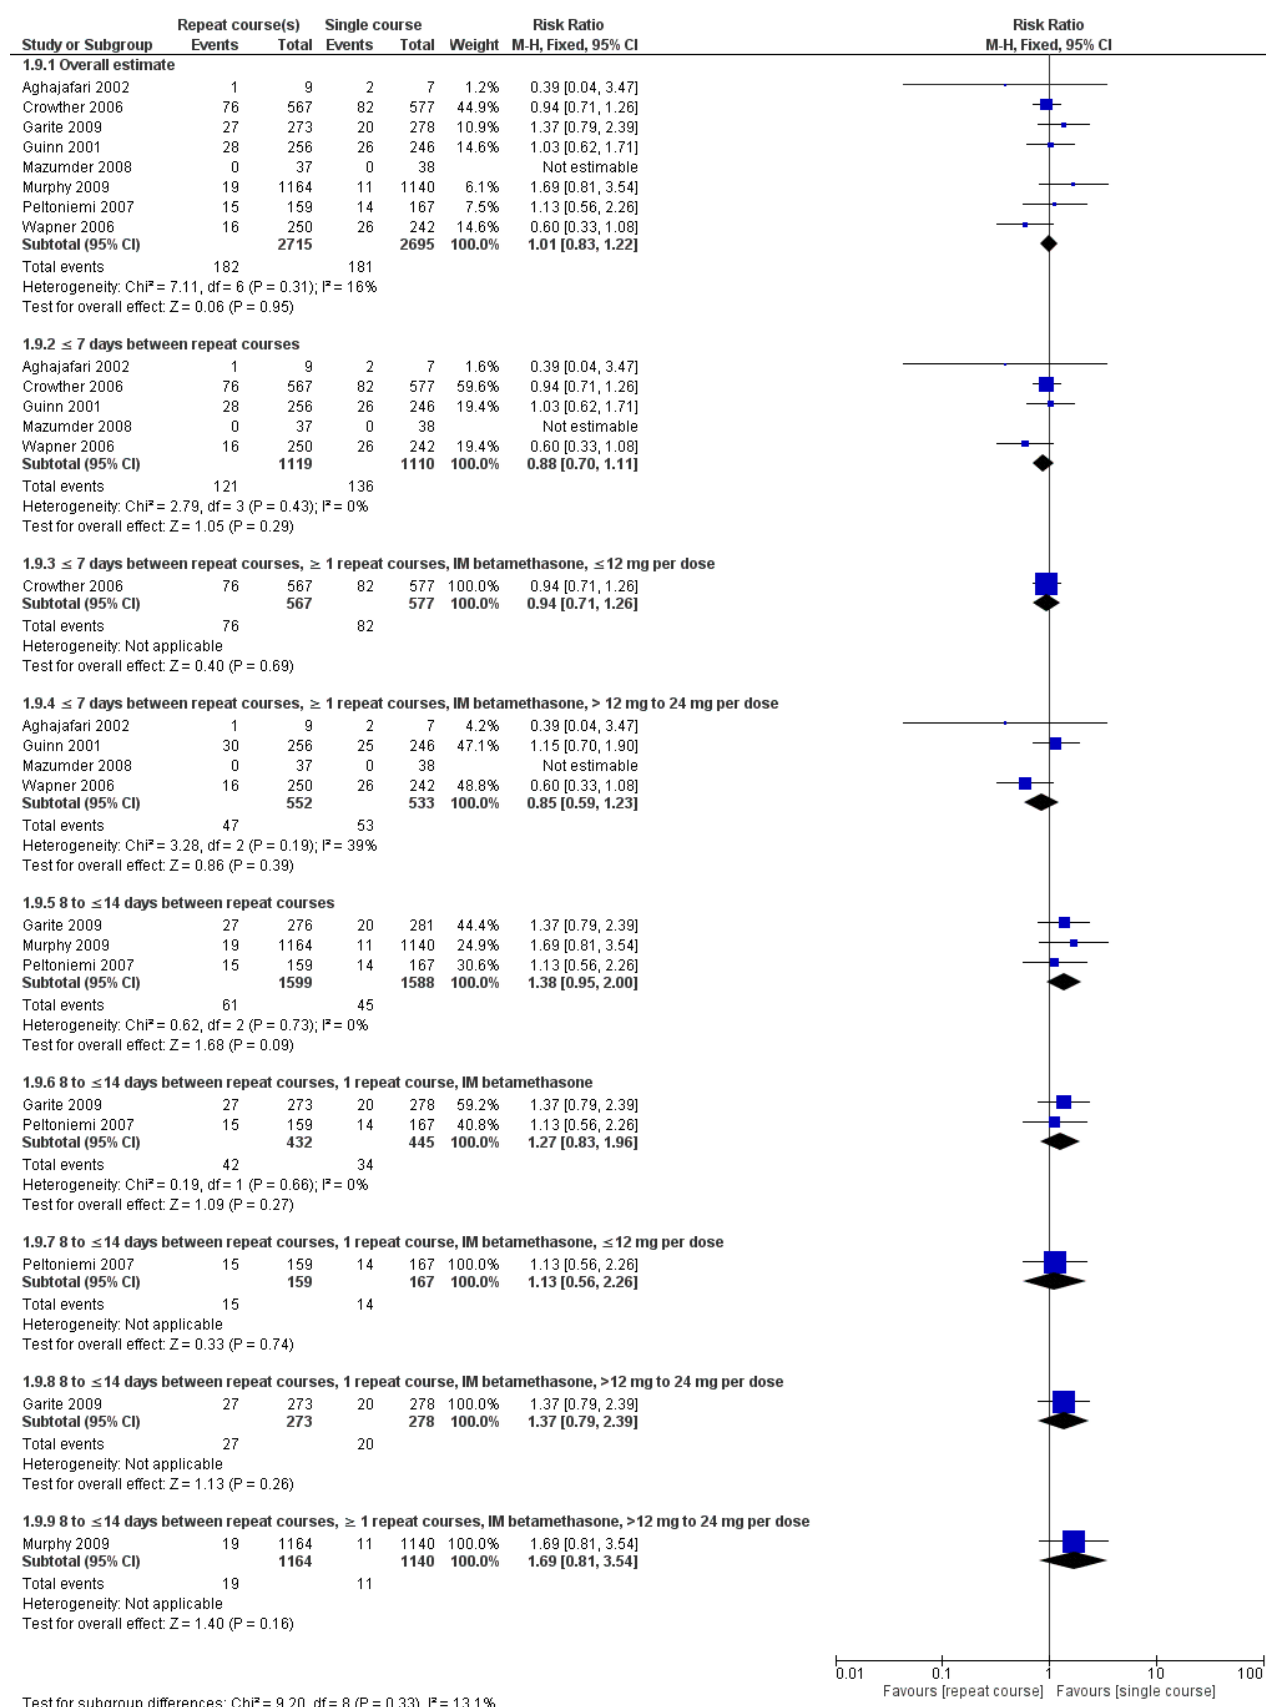 Repeat course(s) Single course Risk Ratio Risk Ratio
Study or Subgroup Events Total Events Total Weight M-H, Fixed, 95% CI M-H, Fixed, 95% CI
1.9.1 Overall estimate
Aghajafari 2002 1 9 2 7 1.2% 0.39 [0.04, 3.47]
Crowther 2006 76 567 82 577 44.9% 0.94 [0.71, 1.26]
Garite 2009 27 273 20 278 10.9% 1.37 [0.79, 2.39]
Guinn 2001 28 256 26 246 14.6% 1.03 [0.62, 1.71]
Mazumder 2008 0 37 0 38 Not estimable
Murphy 2009 19 1164 11 1140 6.1% 1.69 [0.81, 3.54]
Peltoniemi 2007 15 159 14 167 7.5% 1.13 [0.56, 2.26]
Wapner 2006 16 250 26 242 14.6% 0.60 [0.33, 1.08]
Subtotal (95% CI) 2715 2695 100.0% 1.01 [0.83, 1.22]
Total events 182 181
Heterogeneity: Chi² = 7.11, df = 6 (P = 0.31); I² = 16%
Test for overall effect: Z = 0.06 (P = 0.95)
1.9.2 ≤ 7 days between repeat courses
Aghajafari 2002 1 9 2 7 1.6% 0.39 [0.04, 3.47]
Crowther 2006 76 567 82 577 59.6% 0.94 [0.71, 1.26]
Guinn 2001 28 256 26 246 19.4% 1.03 [0.62, 1.71]
Mazumder 2008 0 37 0 38 Not estimable
Wapner 2006 16 250 26 242 19.4% 0.60 [0.33, 1.08]
Subtotal (95% CI) 1119 1110 100.0% 0.88 [0.70, 1.11]
Total events 121 136
Heterogeneity: Chi² = 2.79, df = 3 (P = 0.43); I² = 0%
Test for overall effect: Z = 1.05 (P = 0.29)
1.9.3 ≤ 7 days between repeat courses, ≥ 1 repeat courses, IM betamethasone, ≤12 mg per dose
Crowther 2006 76 567 82 577 100.0% 0.94 [0.71, 1.26]
Subtotal (95% CI) 567 577 100.0% 0.94 [0.71, 1.26]
Total events 76 82
Heterogeneity: Not applicable
Test for overall effect: Z = 0.40 (P = 0.69)
1.9.4 ≤ 7 days between repeat courses, ≥ 1 repeat courses, IM betamethasone, > 12 mg to 24 mg per dose
Aghajafari 2002 1 9 2 7 4.2% 0.39 [0.04, 3.47]
Guinn 2001 30 256 25 246 47.1% 1.15 [0.70, 1.90]
Mazumder 2008 0 37 0 38 Not estimable
Wapner 2006 16 250 26 242 48.8% 0.60 [0.33, 1.08]
Subtotal (95% CI) 552 533 100.0% 0.85 [0.59, 1.23]
Total events 47 53
Heterogeneity: Chi² = 3.28, df = 2 (P = 0.19); I² = 39%
Test for overall effect: Z = 0.86 (P = 0.39)
1.9.5 8 to ≤14 days between repeat courses
Garite 2009 27 276 20 281 44.4% 1.37 [0.79, 2.39]
Murphy 2009 19 1164 11 1140 24.9% 1.69 [0.81, 3.54]
Peltoniemi 2007 15 159 14 167 30.6% 1.13 [0.56, 2.26]
Subtotal (95% CI) 1599 1588 100.0% 1.38 [0.95, 2.00]
Total events 61 45
Heterogeneity: Chi² = 0.62, df = 2 (P = 0.73); I² = 0%
Test for overall effect: Z = 1.68 (P = 0.09)
1.9.6 8 to ≤14 days between repeat courses, 1 repeat course, IM betamethasone
Garite 2009 27 273 20 278 59.2% 1.37 [0.79, 2.39]
Peltoniemi 2007 15 159 14 167 40.8% 1.13 [0.56, 2.26]
Subtotal (95% CI) 432 445 100.0% 1.27 [0.83, 1.96]
Total events 42 34
Heterogeneity: Chi² = 0.19, df = 1 (P = 0.66); I² = 0%
Test for overall effect: Z = 1.09 (P = 0.27)
1.9.7 8 to ≤14 days between repeat courses, 1 repeat course, IM betamethasone, ≤12 mg per dose
Peltoniemi 2007 15 159 14 167 100.0% 1.13 [0.56, 2.26]
Subtotal (95% CI) 159 167 100.0% 1.13 [0.56, 2.26]
Total events 15 14
Heterogeneity: Not applicable
Test for overall effect: Z = 0.33 (P = 0.74)
1.9.8 8 to ≤14 days between repeat courses, 1 repeat course, IM betamethasone, >12 mg to 24 mg per dose
Garite 2009 27 273 20 278 100.0% 1.37 [0.79, 2.39]
Subtotal (95% CI) 273 278 100.0% 1.37 [0.79, 2.39]
Total events 27 20
Heterogeneity: Not applicable
Test for overall effect: Z = 1.13 (P = 0.26)
1.9.9 8 to ≤14 days between repeat courses, ≥ 1 repeat courses, IM betamethasone, >12 mg to 24 mg per dose
Murphy 2009 19 1164 11 1140 100.0% 1.69 [0.81, 3.54]
Subtotal (95% CI) 1164 1140 100.0% 1.69 [0.81, 3.54]
Total events 19 11
Heterogeneity: Not applicable
Test for overall effect: Z = 1.40 (P = 0.16)
0.01 0.1 1 10 100
Favours [repeat course] Favours [single course]
Test for subgroup differences: Chi² = 9.20, df = 8 (P = 0.33), I² = 13.1%